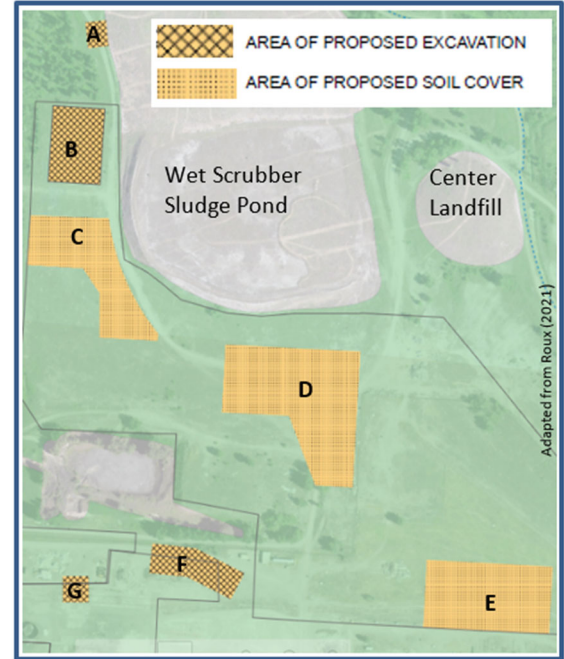 A
AREA OF PROPOSED EXCAVATION
AREA OF PROPOSED SOIL COVER
B
Wet Scrubber
Sludge Pond
Center
Landfill
C
Adapted from Roux (2021)
D
F
G
E